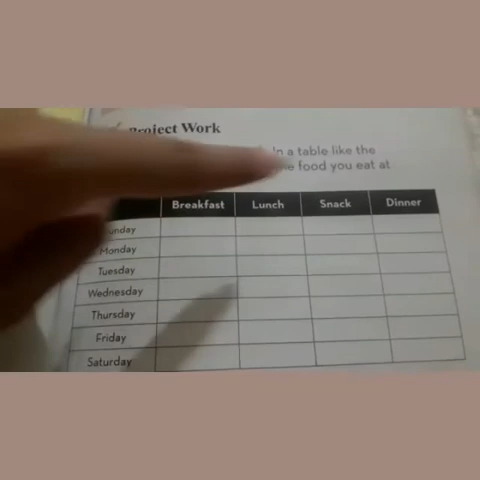 Project Work
In a table like the
food you eat at
Breakfast Lunch Snack Dinner
Sunday
Monday
Tuesday
Wednesday
Thursday
Friday
Saturday